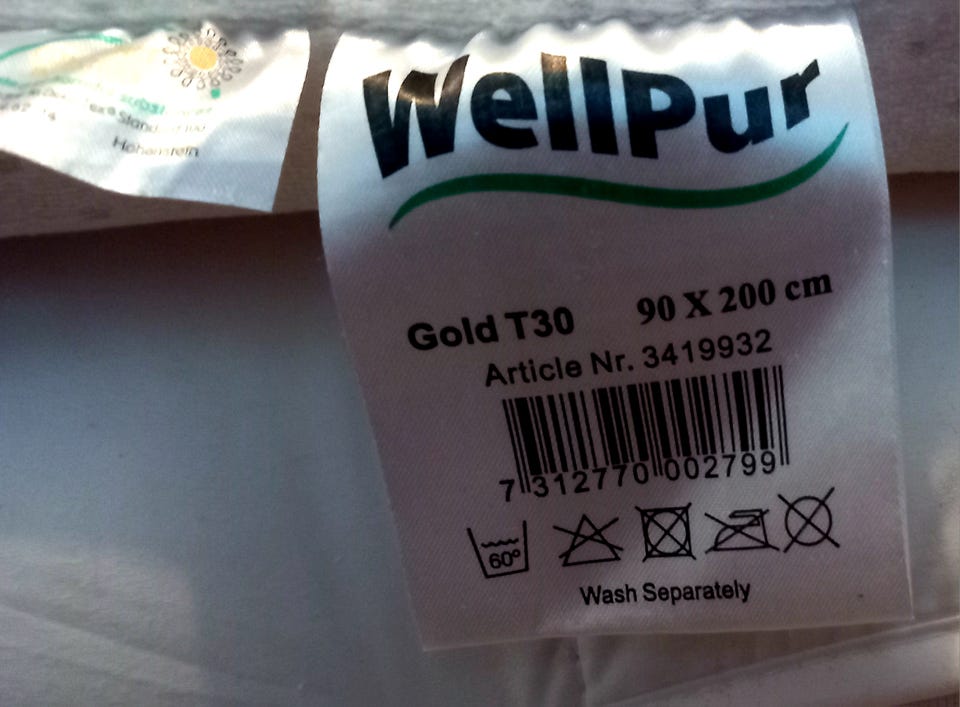 Hohenstein
WellPur
Gold T30 90 X 200 cm
Article Nr. 3419932
7 312770 002799
60°
Wash Separately